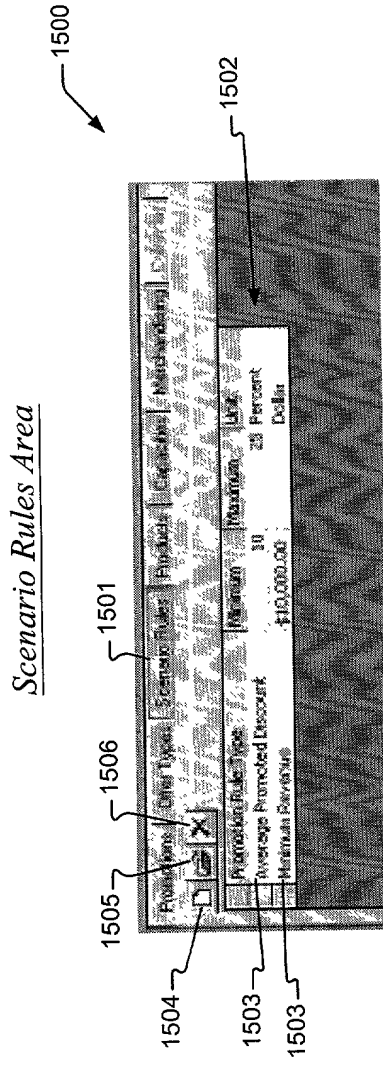 Scenario Rules Area
1500
1501
Promotions Offer Types Scenario Rules Products Capacities Merchandising
1506
1505
1504
1502
Promotion Rule Type Minimum Maximum Unit
1503
Average Promoted Discount 10 Percent
1503
Minimum Revenue $10,000.00 Dollar